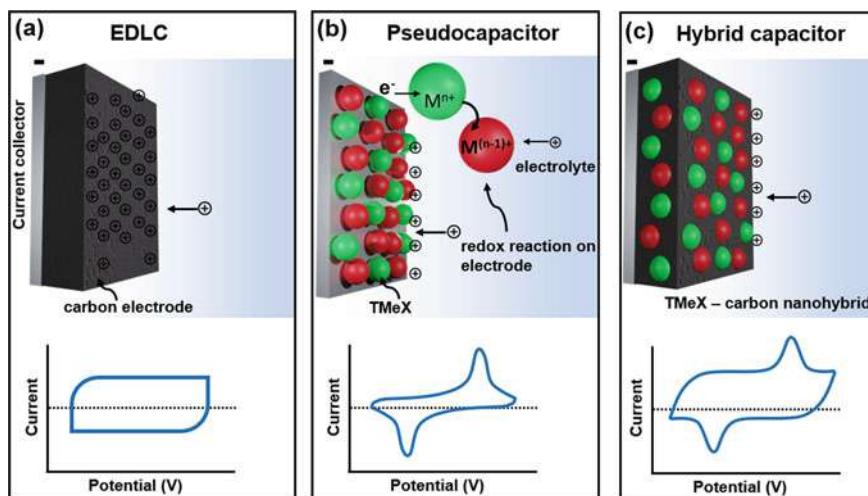 (a)
EDLC
-
Current collector
carbon electrode
Current
Potential (V)
(b)
Pseudocapacitor
-
e-
Mn+
M(n-1)+
electrolyte
redox reaction on
electrode
TMeX
Current
Potential (V)
(c)
Hybrid capacitor
-
TMeX – carbon nanohybrid
Current
Potential (V)